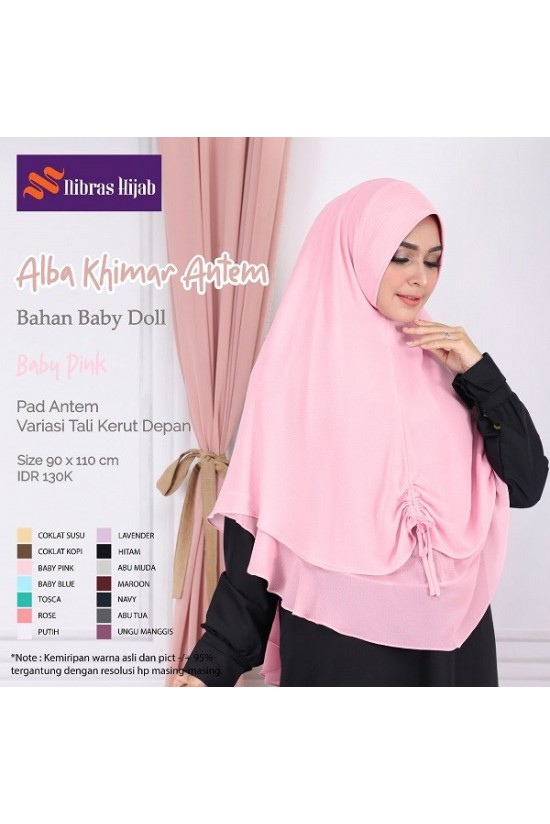 Nibras Hijab
Alba Khimar Antem
Bahan Baby Doll
Baby Pink
Pad Antem
Variasi Tali Kerut Depan
Size 90 x 110 cm
IDR 130K
COKLAT SUSU
COKLAT KOPI
BABY PINK
BABY BLUE
TOSCA
ROSE
PUTIH
LAVENDER
HITAM
ABU MUDA
MAROON
NAVY
ABU TUA
UNGU MANGGIS
*Note : Kemiripan warna asli dan pict +/- 95%
tergantung dengan resolusi hp masing-masing.